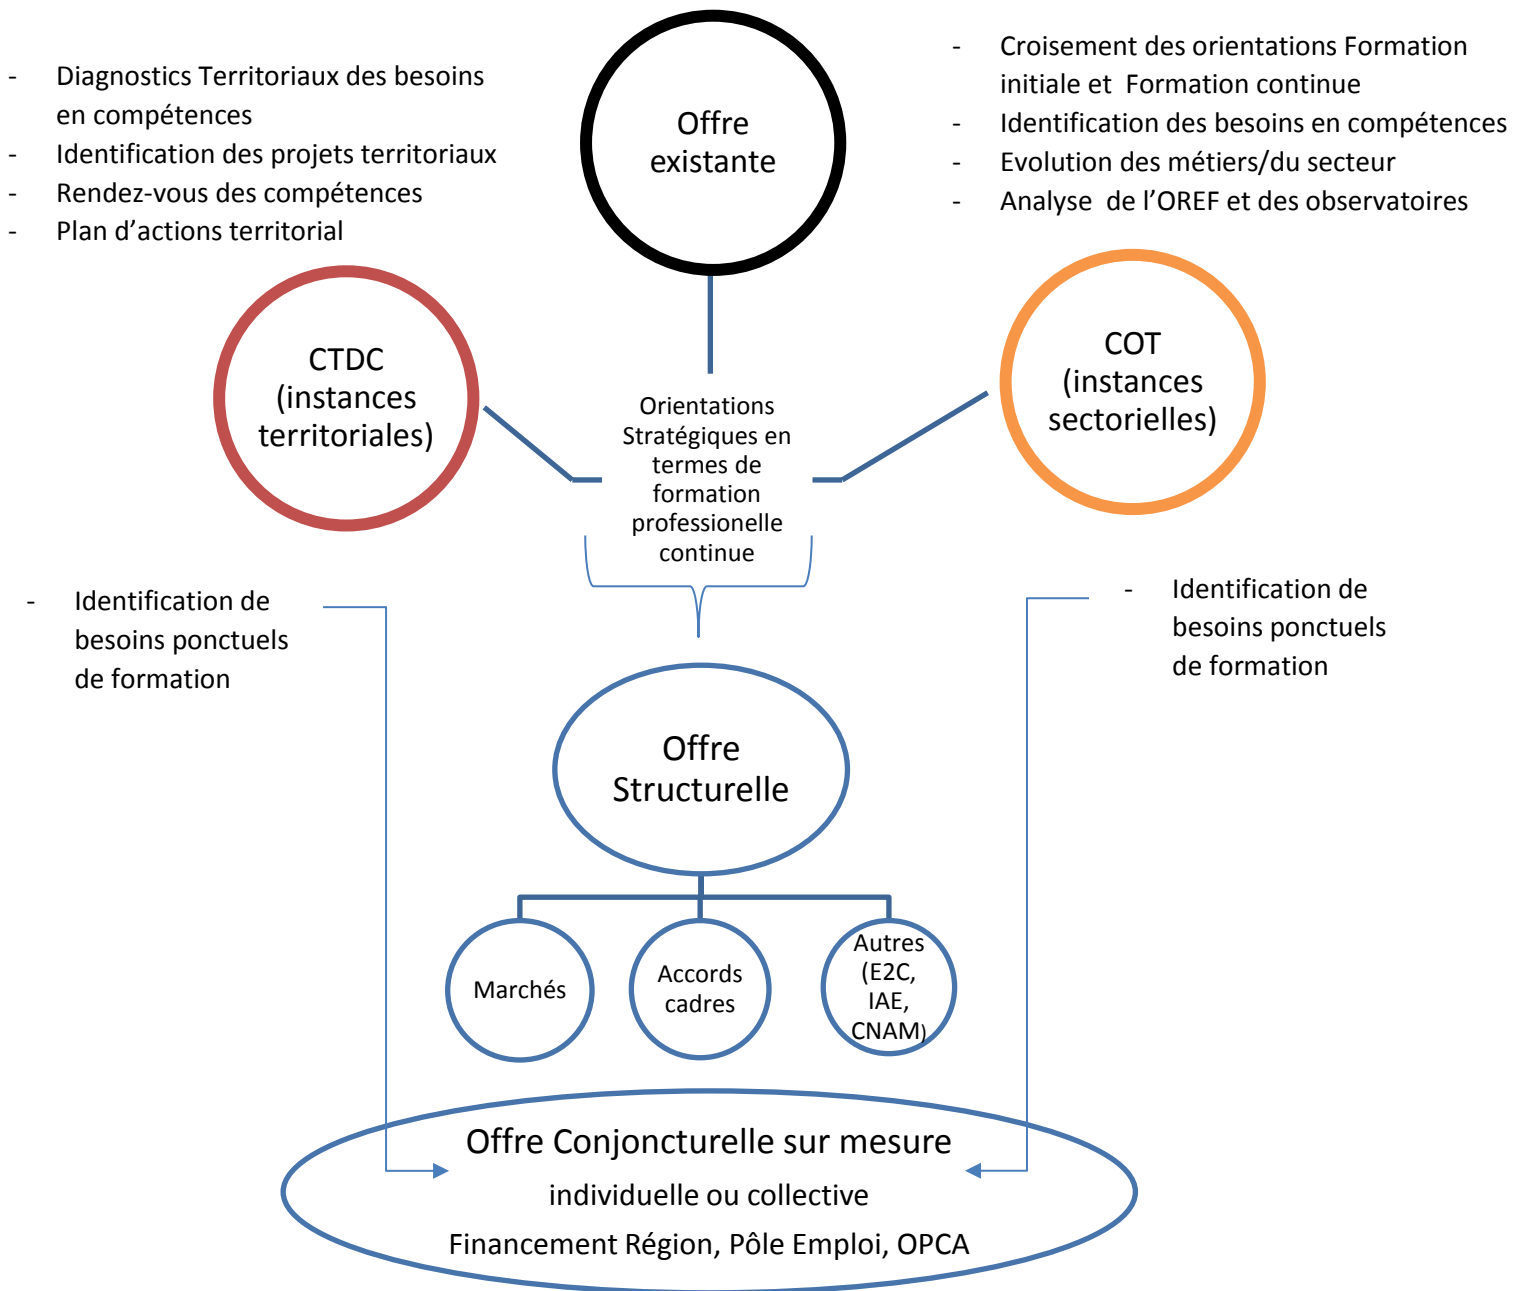 - Diagnostics Territoriaux des besoins
en compétences
- Identification des projets territoriaux
- Rendez-vous des compétences
- Plan d’actions territorial
Offre
existante
- Croisement des orientations Formation
initiale et Formation continue
- Identification des besoins en compétences
- Evolution des métiers/du secteur
- Analyse de l’OREF et des observatoires
CTDC
(instances
territoriales)
Orientations
Stratégiques en
termes de
formation
professionelle
continue
COT
(instances
sectorielles)
- Identification de
besoins ponctuels
de formation
- Identification de
besoins ponctuels
de formation
Offre
Structurelle
Marchés
Accords
cadres
Autres
(E2C,
IAE,
CNAM)
Offre Conjoncturelle sur mesure
individuelle ou collective
Financement Région, Pôle Emploi, OPCA